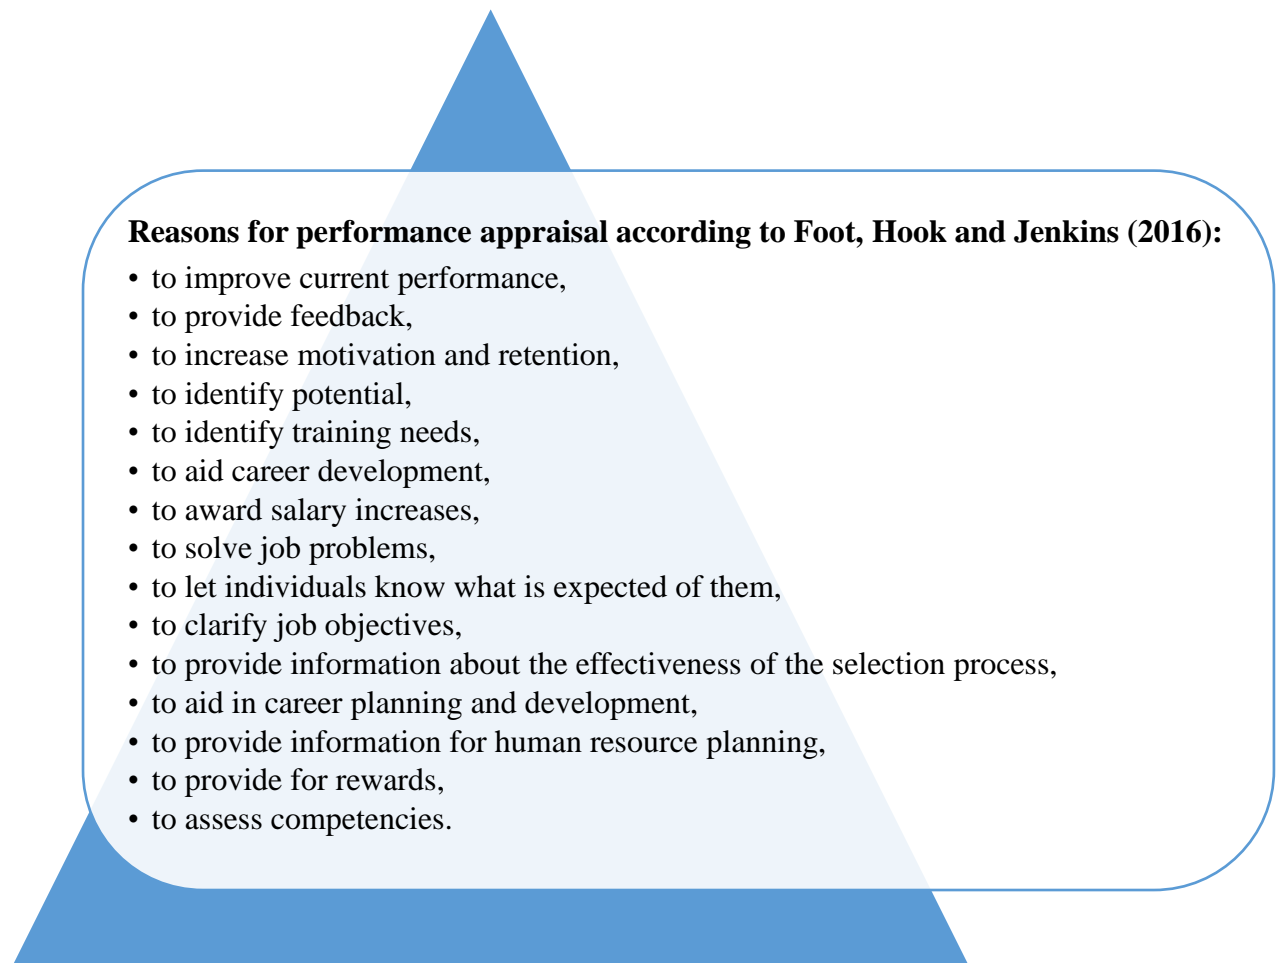 Reasons for performance appraisal according to Foot, Hook and Jenkins (2016):
• to improve current performance,
• to provide feedback,
• to increase motivation and retention,
• to identify potential,
• to identify training needs,
• to aid career development,
• to award salary increases,
• to solve job problems,
• to let individuals know what is expected of them,
• to clarify job objectives,
• to provide information about the effectiveness of the selection process,
• to aid in career planning and development,
• to provide information for human resource planning,
• to provide for rewards,
• to assess competencies.